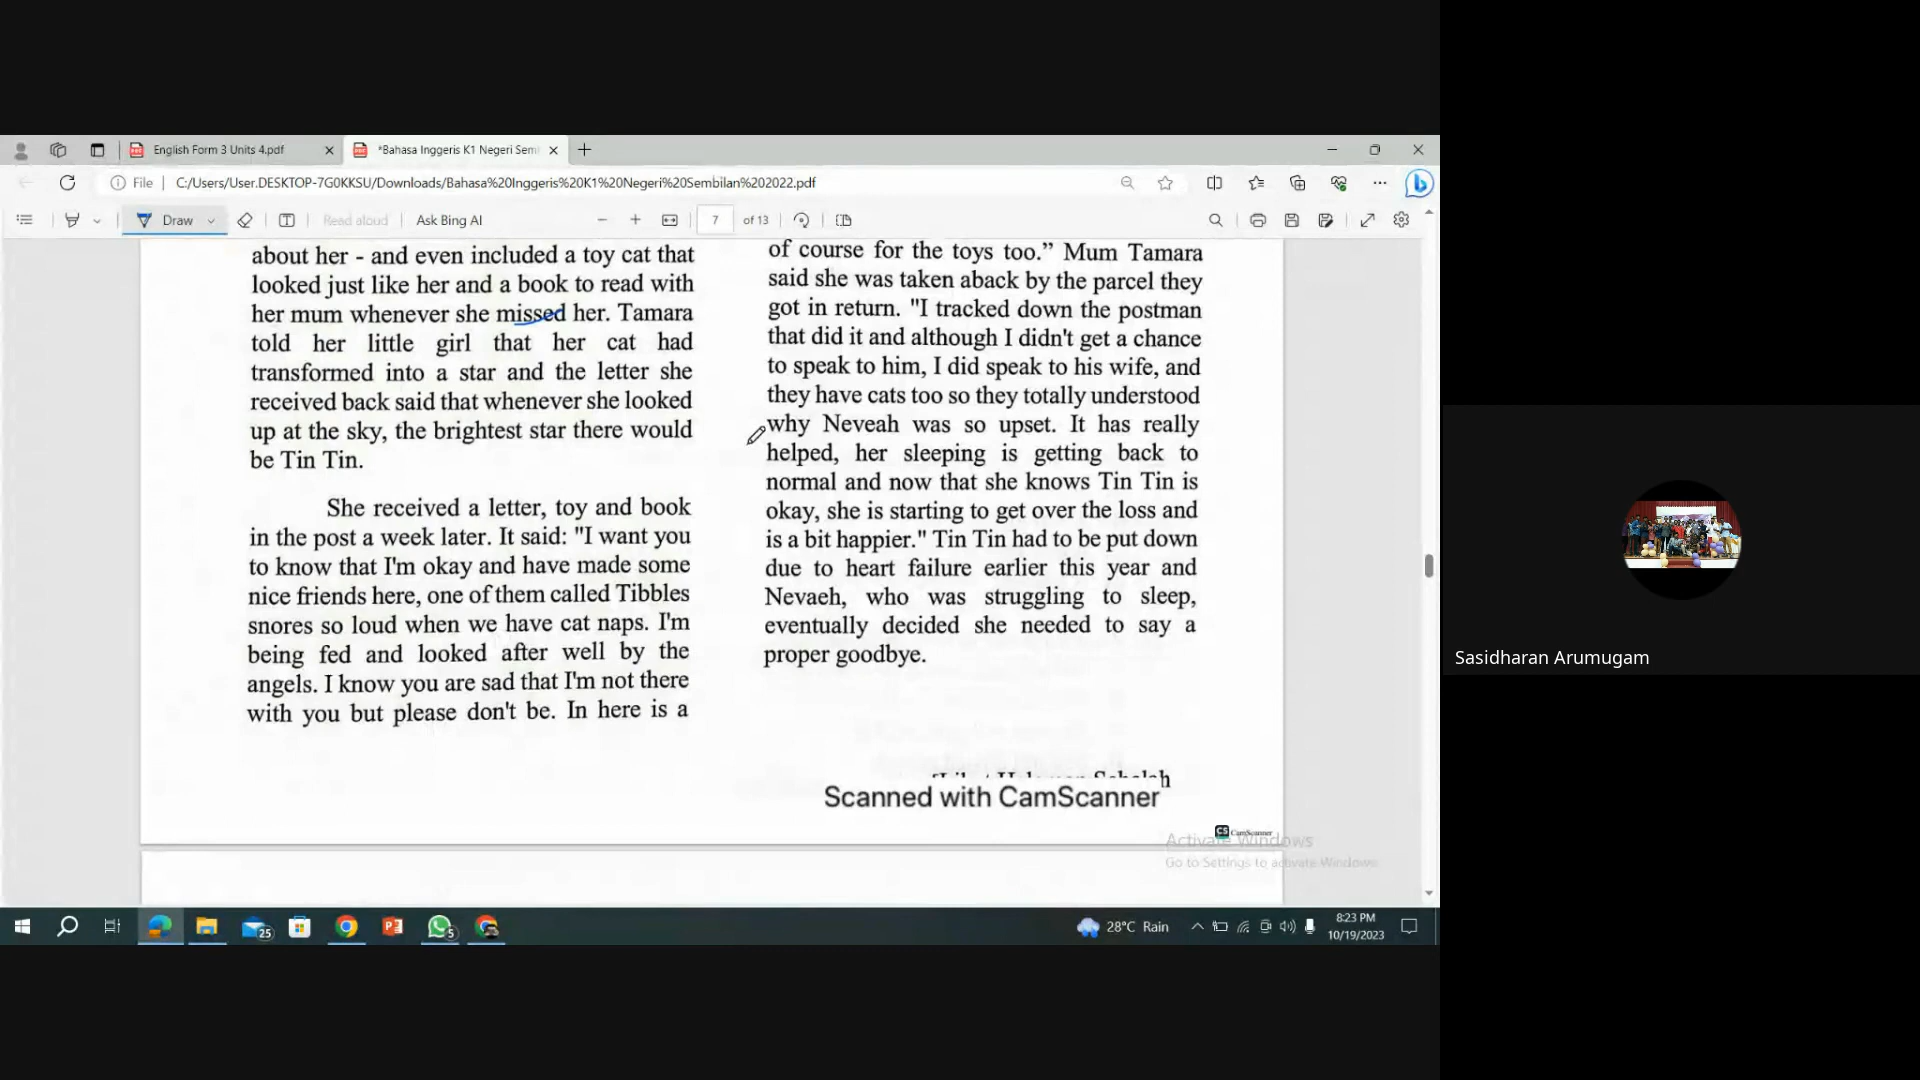 English Form 3 Units 4.pdf
*Bahasa Inggeris K1 Negeri Sem
File
C:/Users/User.DESKTOP-7G0KKSU/Downloads/Bahasa%20Inggeris%20K1%20Negeri%20Sembilan%202022.pdf
Draw
Read aloud
Ask Bing AI
7
of 13
about her - and even included a toy cat that
looked just like her and a book to read with
her mum whenever she missed her. Tamara
told her little girl that her cat had
transformed into a star and the letter she
received back said that whenever she looked
up at the sky, the brightest star there would
be Tin Tin.
She received a letter, toy and book
in the post a week later. It said: "I want you
to know that I'm okay and have made some
nice friends here, one of them called Tibbles
snores so loud when we have cat naps. I'm
being fed and looked after well by the
angels. I know you are sad that I'm not there
with you but please don't be. In here is a
of course for the toys too.” Mum Tamara
said she was taken aback by the parcel they
got in return. "I tracked down the postman
that did it and although I didn't get a chance
to speak to him, I did speak to his wife, and
they have cats too so they totally understood
why Neveah was so upset. It has really
helped, her sleeping is getting back to
normal and now that she knows Tin Tin is
okay, she is starting to get over the loss and
is a bit happier." Tin Tin had to be put down
due to heart failure earlier this year and
Nevaeh, who was struggling to sleep,
eventually decided she needed to say a
proper goodbye.
Scanned with CamScanner
CS CamScanner
Activate Windows
Go to Settings to activate Windows.
Sasidharan Arumugam
25
5
28°C Rain
8:23 PM
10/19/2023